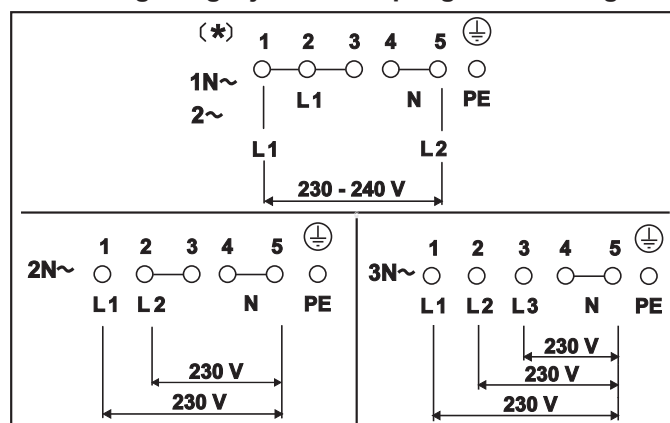 (*) 1 2 3 4 5
1N~ L1 N PE
2~
L1 L2
230 - 240 V
1 2 3 4 5
2N~
L1 L2 N PE
230 V
230 V
1 2 3 4 5
3N~
L1 L2 L3 N PE
230 V
230 V
230 V